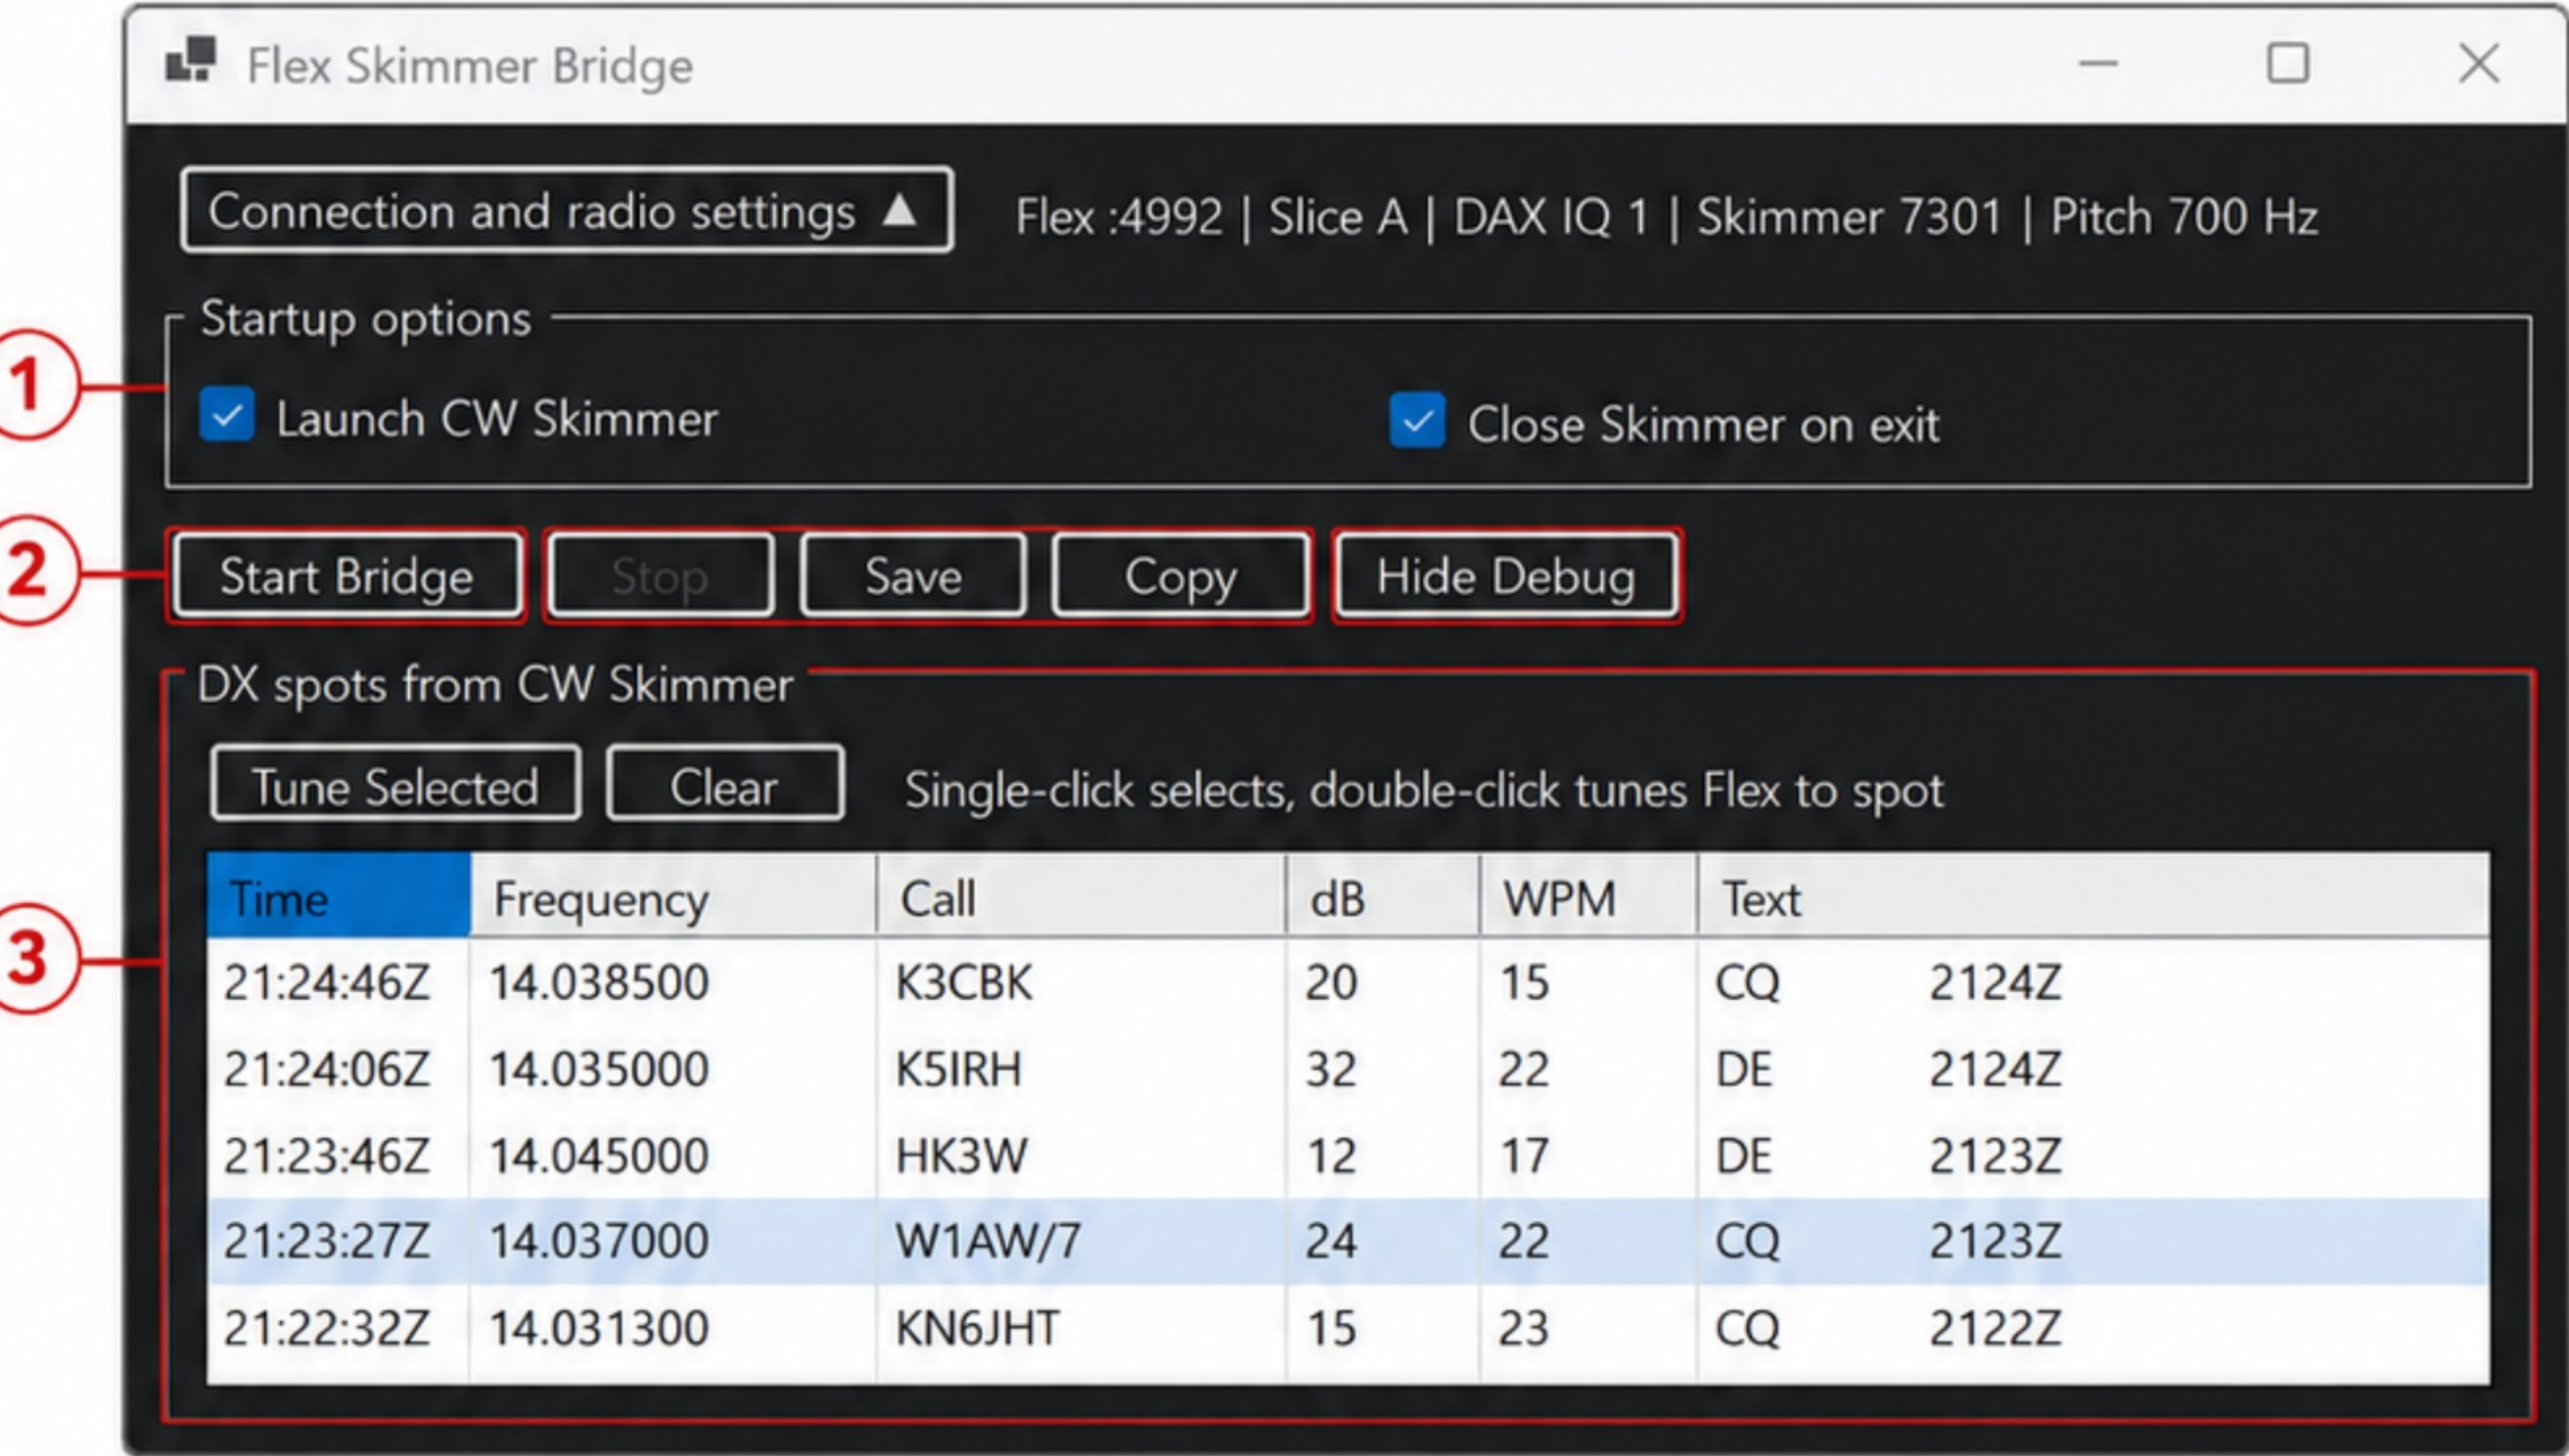 Flex Skimmer Bridge
Connection and radio settings ▲ Flex :4992 | Slice A | DAX IQ 1 | Skimmer 7301 | Pitch 700 Hz
Startup options
1
Launch CW Skimmer Close Skimmer on exit
2
Start Bridge Stop Save Copy Hide Debug
DX spots from CW Skimmer
Tune Selected Clear Single-click selects, double-click tunes Flex to spot
3
Time Frequency Call dB WPM Text
21:24:46Z 14.038500 K3CBK 20 15 CQ 2124Z
21:24:06Z 14.035000 K5IRH 32 22 DE 2124Z
21:23:46Z 14.045000 HK3W 12 17 DE 2123Z
21:23:27Z 14.037000 W1AW/7 24 22 CQ 2123Z
21:22:32Z 14.031300 KN6JHT 15 23 CQ 2122Z